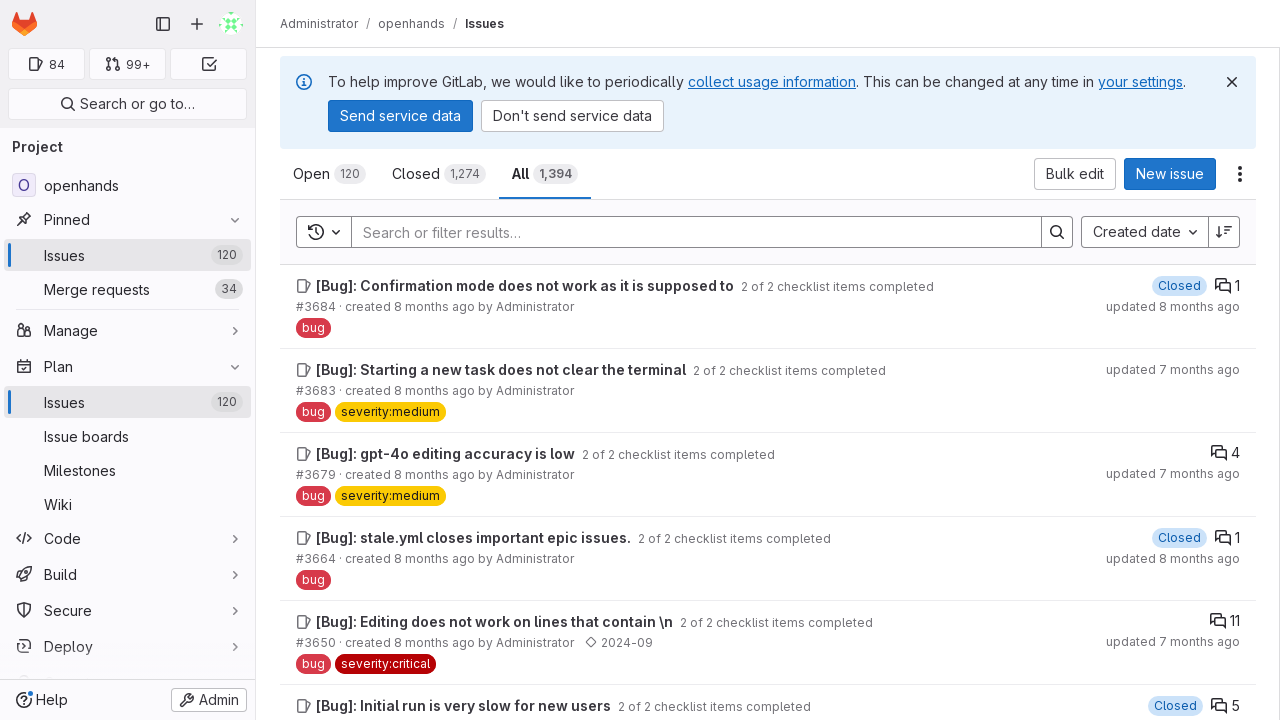 Administrator / openhands / Issues
84
99+
Search or go to…
Project
O openhands
Pinned
Issues 120
Merge requests 34
Manage
Plan
Issues 120
Issue boards
Milestones
Wiki
Code
Build
Secure
Deploy
Help
Admin
To help improve GitLab, we would like to periodically collect usage information. This can be changed at any time in your settings.
Send service data
Don't send service data
Open 120
Closed 1,274
All 1,394
Bulk edit
New issue
Search or filter results…
Created date
[Bug]: Confirmation mode does not work as it is supposed to 2 of 2 checklist items completed
Closed 1
#3684 · created 8 months ago by Administrator
updated 8 months ago
bug
[Bug]: Starting a new task does not clear the terminal 2 of 2 checklist items completed
updated 7 months ago
#3683 · created 8 months ago by Administrator
bug severity:medium
[Bug]: gpt-4o editing accuracy is low 2 of 2 checklist items completed
4
#3679 · created 8 months ago by Administrator
updated 7 months ago
bug severity:medium
[Bug]: stale.yml closes important epic issues. 2 of 2 checklist items completed
Closed 1
#3664 · created 8 months ago by Administrator
updated 8 months ago
bug
[Bug]: Editing does not work on lines that contain \n 2 of 2 checklist items completed
11
#3650 · created 8 months ago by Administrator 2024-09
updated 7 months ago
bug severity:critical
[Bug]: Initial run is very slow for new users 2 of 2 checklist items completed
Closed 5